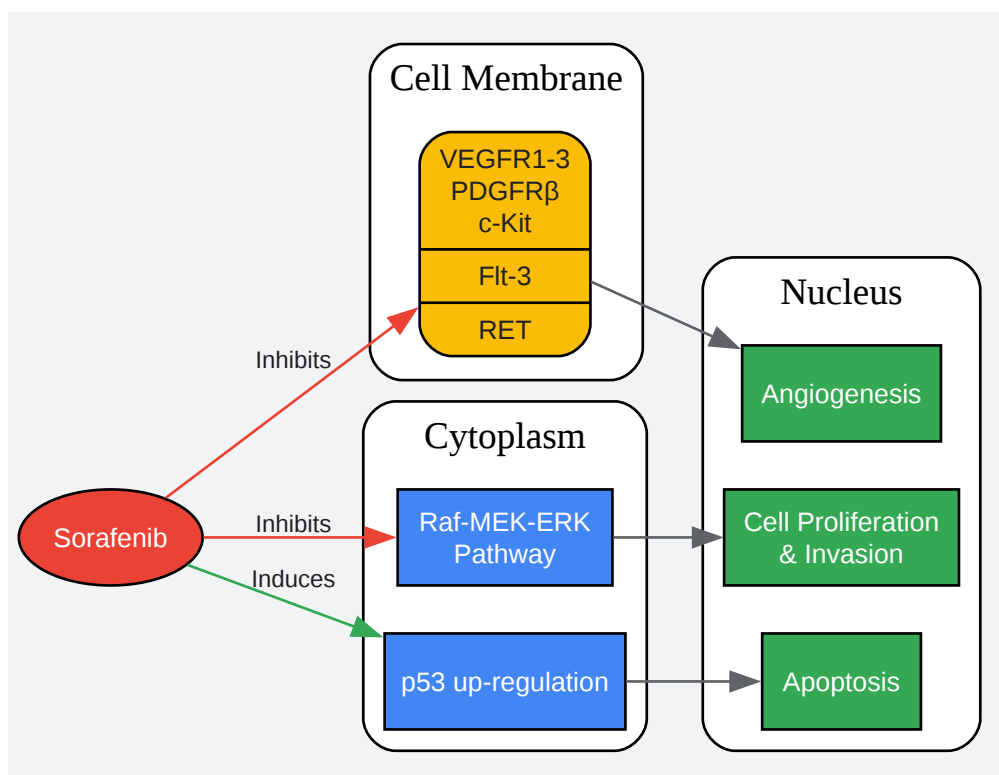 Cell Membrane
VEGFR1-3
PDGFRβ
c-Kit
Flt-3
RET
Nucleus
Angiogenesis
Inhibits
Cytoplasm
Sorafenib
Inhibits
Raf-MEK-ERK
Pathway
Cell Proliferation
& Invasion
Induces
p53 up-regulation
Apoptosis